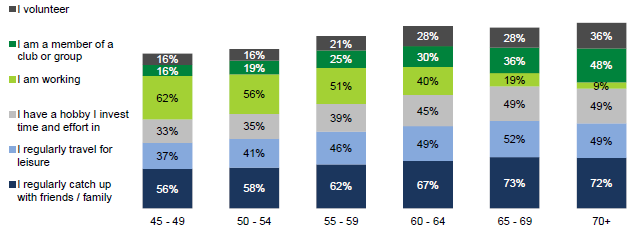 I volunteer
I am a member of a
club or group
I am working
I have a hobby I invest
time and effort in
I regularly travel for
leisure
I regularly catch up
with friends / family
16% 16% 21% 28% 28% 36%
16% 19% 25% 30% 36% 48%
62% 56% 51% 40% 19% 9%
33% 35% 39% 45% 49% 49%
37% 41% 46% 49% 52% 49%
56% 58% 62% 67% 73% 72%
45 - 49 50 - 54 55 - 59 60 - 64 65 - 69 70+